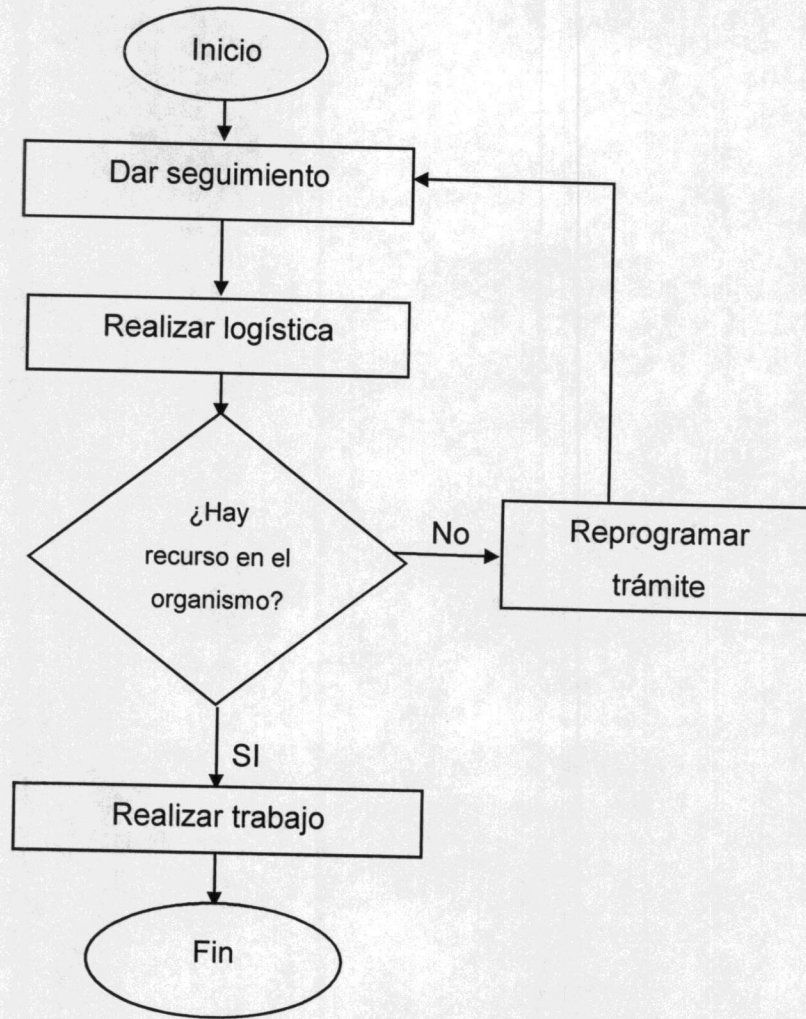 Inicio
Dar seguimiento
Realizar logística
¿Hay
recurso en el
organismo?
No
Reprogramar
trámite
SI
Realizar trabajo
Fin